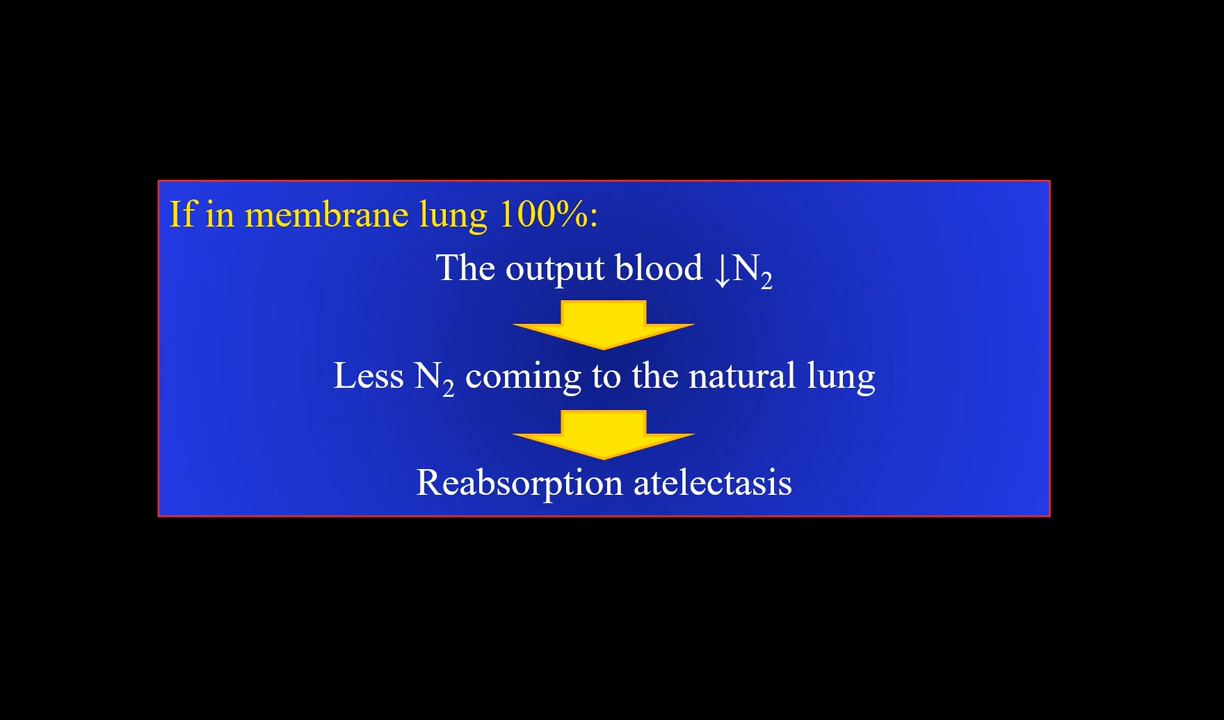 If in membrane lung 100%:
The output blood ↓N₂
Less N₂ coming to the natural lung
Reabsorption atelectasis